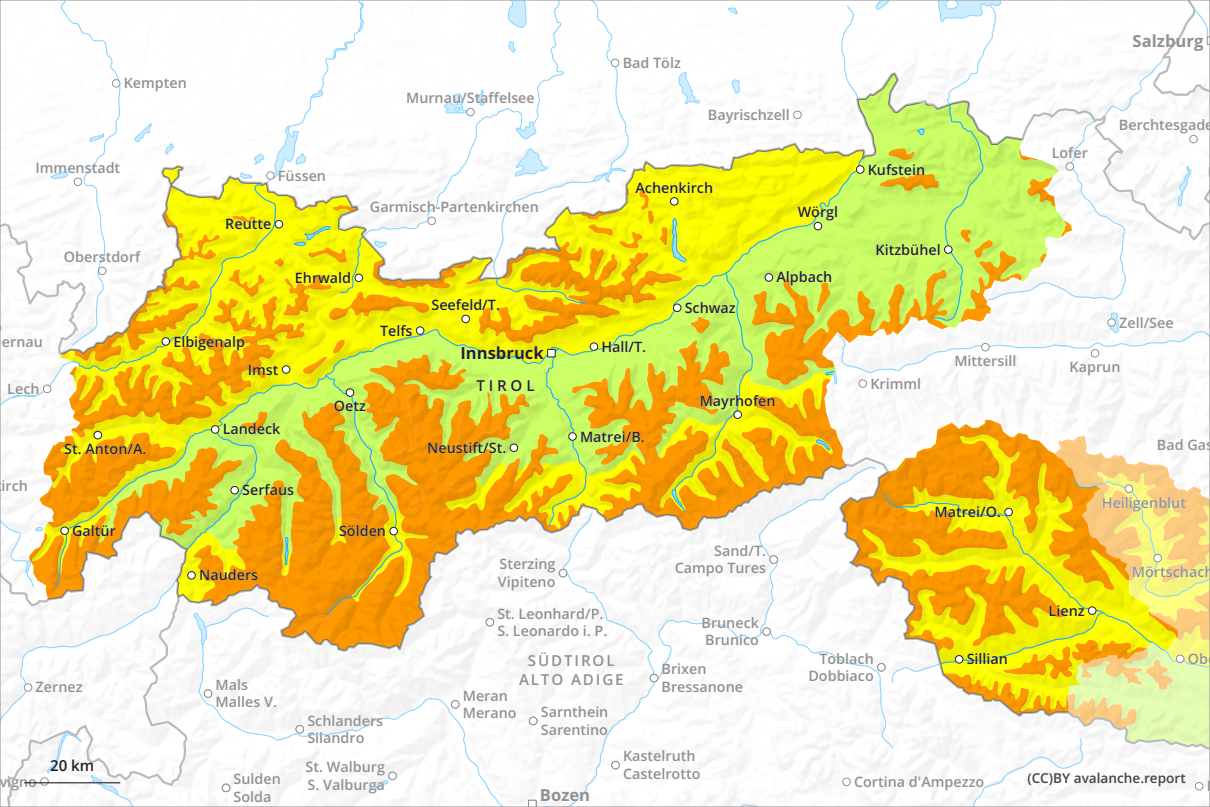 Salzburg
Bad Tölz
Kempten
Murnau/Staffelsee
Bayrischzell
Berchtesgade
Lofer
Immenstadt
Füssen
Kufstein
Achenkirch
Garmisch-Partenkirchen
Wörgl
Reutte
Kitzbühel
Oberstdorf
Ehrwald
Alpbach
Seefeld/T.
Schwaz
Zell/See
Telfs
ernau
Elbigenalp
Innsbruck
Hall/T.
Mittersill
Kaprun
Imst
TIROL
Krimml
Lech
Oetz
Mayrhofen
Landeck
Matrei/B.
St. Anton/A.
Neustift/St.
Bad Gas
irch
Serfaus
Heiligenblut
Matrei/O.
Galtür
Sölden
Sand/T.
Campo Tures
Sterzing
Vipiteno
Nauders
Mörtschach
Lienz
St. Leonhard/P.
S. Leonardo i. P.
Bruneck
Brunico
SÜDTIROL
ALTO ADIGE
Toblach
Dobbiaco
Sillian
Obe
Brixen
Bressanone
Zernez
Mals
Malles V.
Meran
Merano
Sarnthein
Sarentino
Schlanders
Silandro
Kastelruth
Castelrotto
St. Walburg
S. Valburga
20 km
vigno
Sulden
Solda
Cortina d'Ampezzo
(CC)BY avalanche.report
Bozen